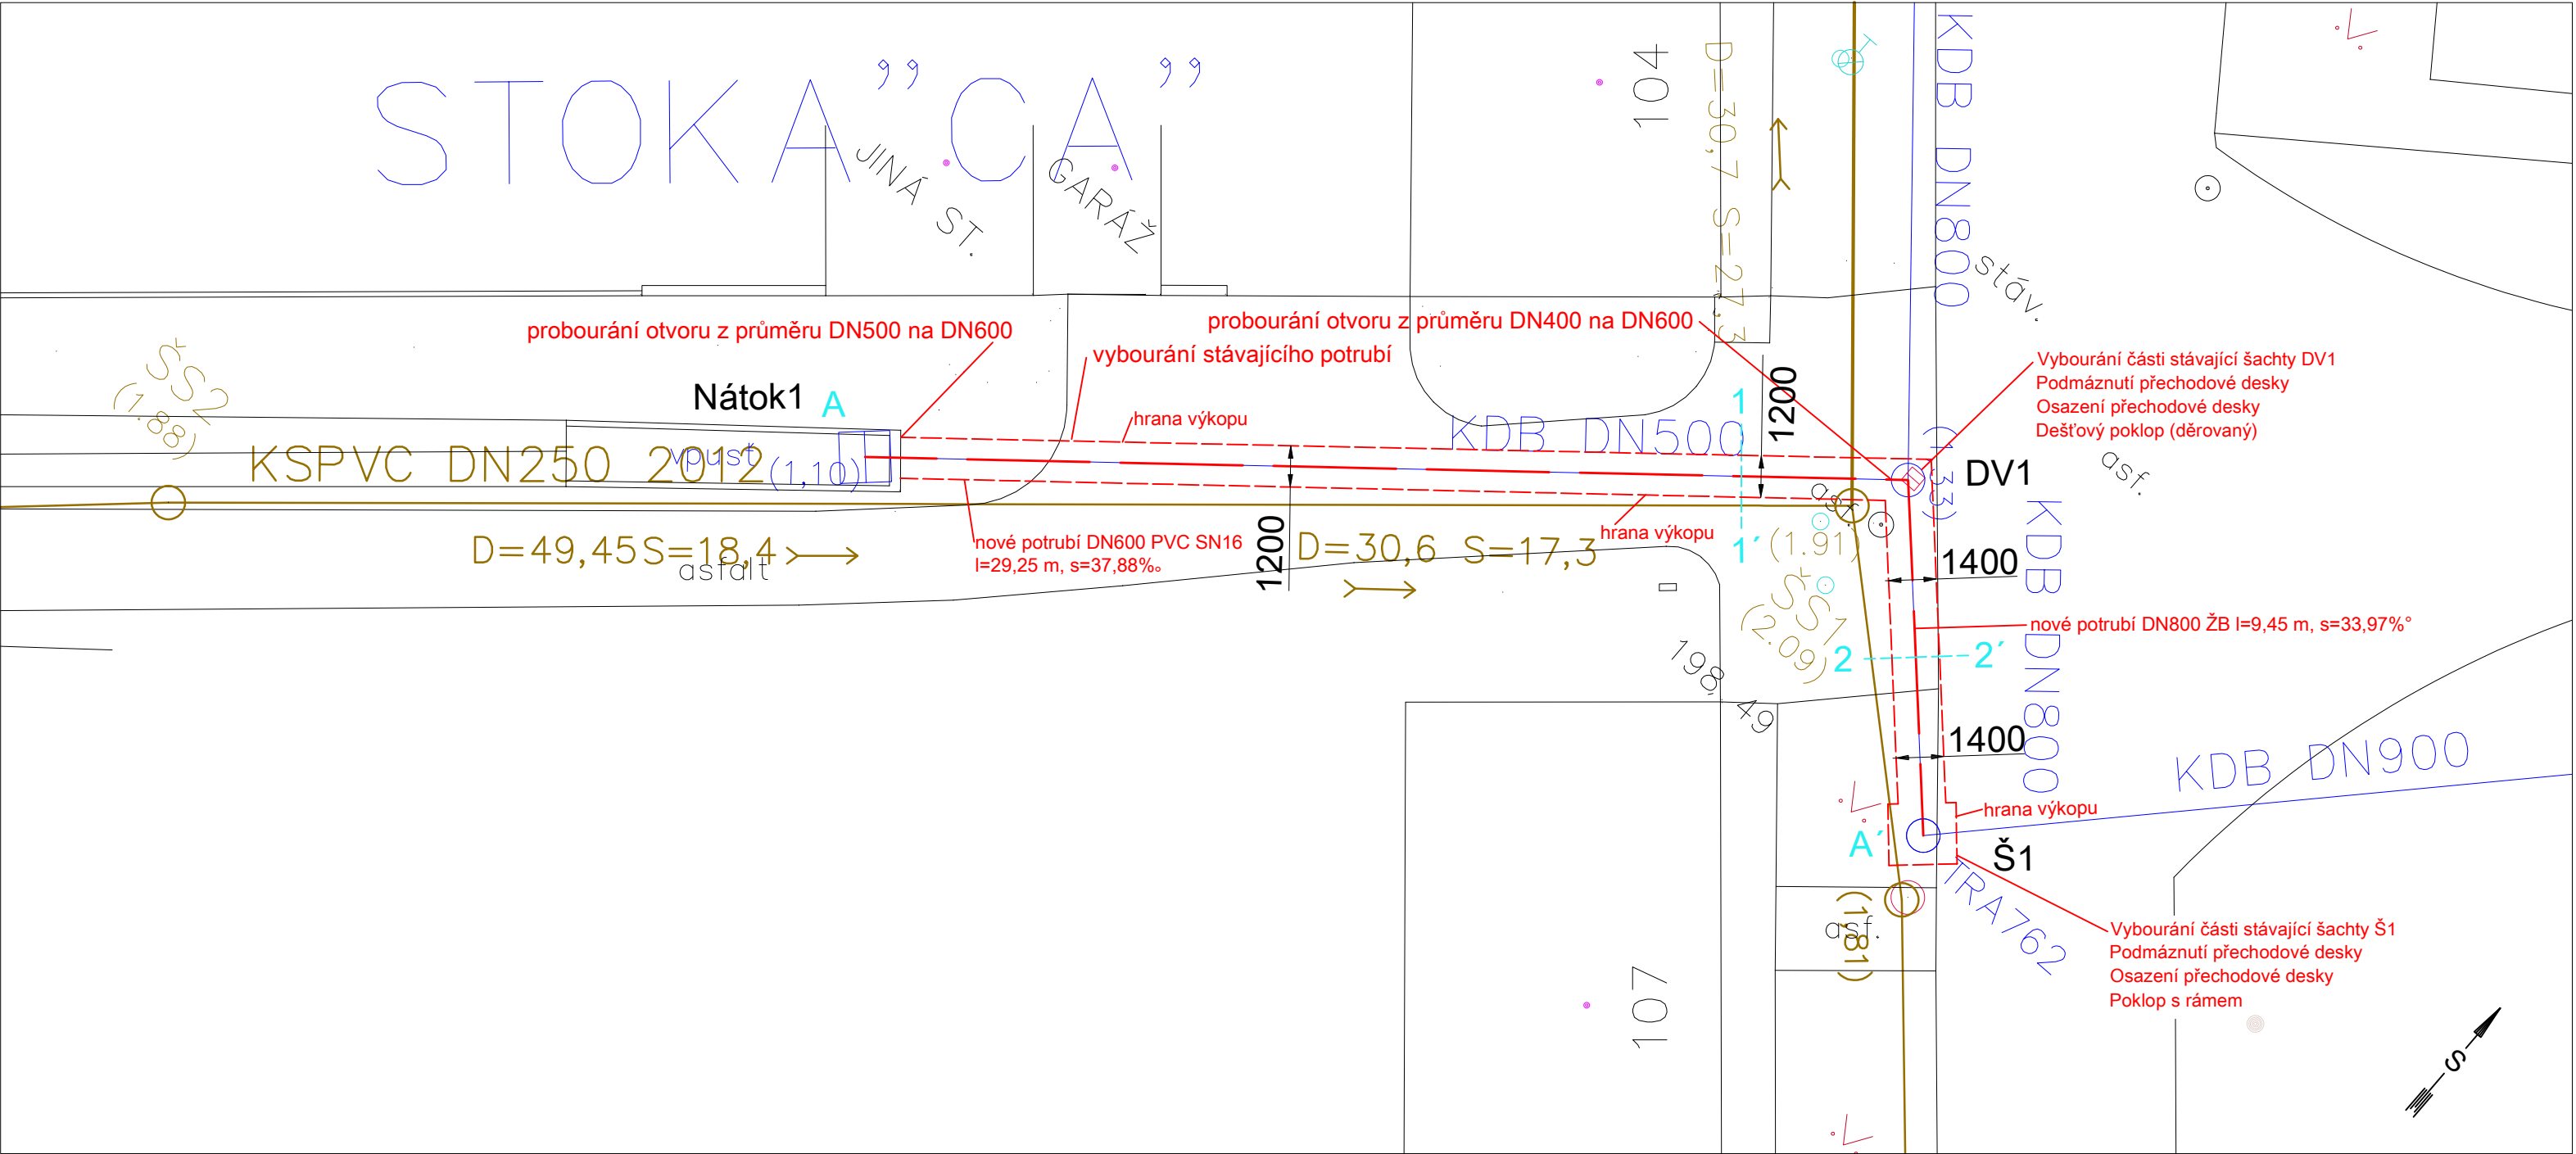 STOKA"CA"
JINÁ ST.
GARÁŽ
104
D=30,7 S=27,3
KDB DN800
stáv.
probourání otvoru z průměru DN500 na DN600
probourání otvoru z průměru DN400 na DN600
vybourání stávajícího potrubí
Vybourání části stávající šachty DV1
Podmáznutí přechodové desky
Osazení přechodové desky
Dešťový poklop (děrovaný)
ŠS2
(1.88)
Nátok1
A
hrana výkopu
1
1200
KDB DN500
KSPVC DN250 2012
vpusť
(1,10)
DV1
asf.
asf.
D=49,45 S=18,4
asfalt
nové potrubí DN600 PVC SN16
l=29,25 m, s=37,88‰
1200
D=30,6 S=17,3
hrana výkopu
1´
(1.91)
1400
KDB DN800
ŠS1
(2.09)
nové potrubí DN800 ŽB l=9,45 m, s=33,97%°
2
2´
198,49
1400
KDB DN900
hrana výkopu
A´
Š1
TRA762
(1,81)
asf.
Vybourání části stávající šachty Š1
Podmáznutí přechodové desky
Osazení přechodové desky
Poklop s rámem
107
S